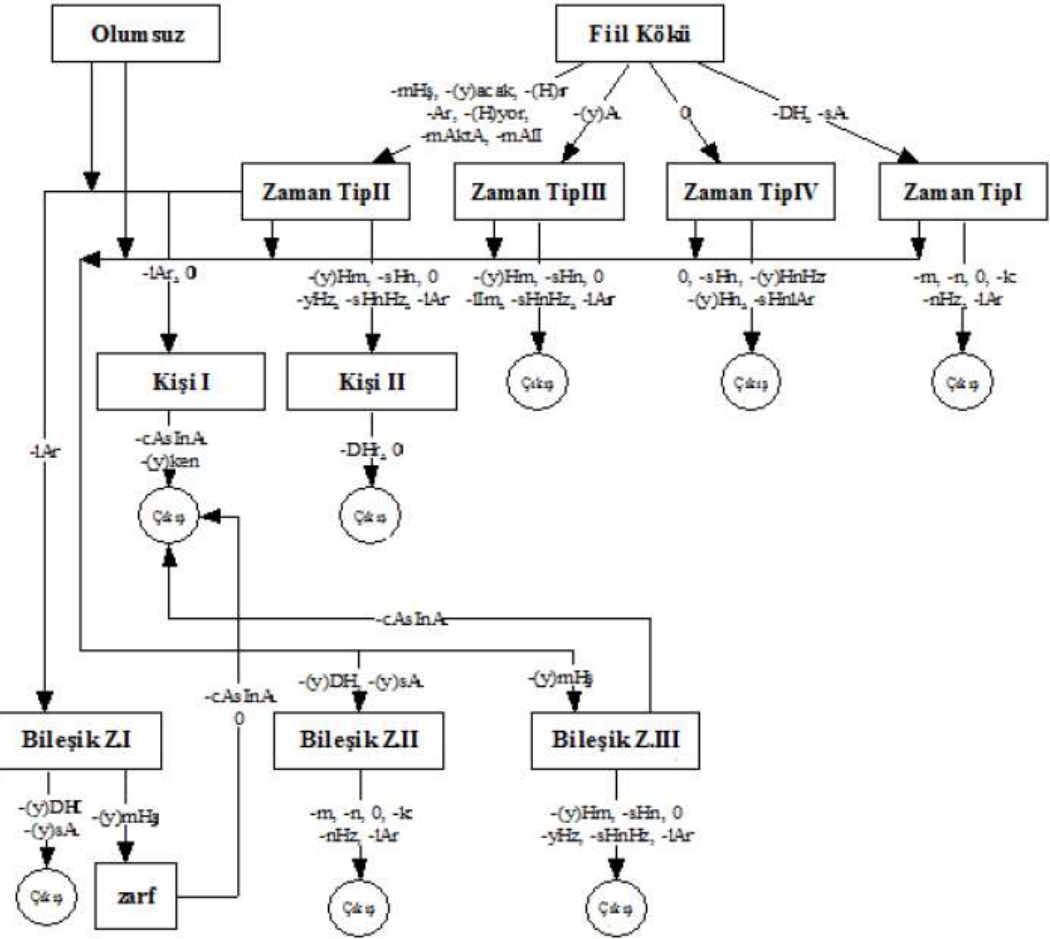 Olumsuz
Fiil Kökü
-mHş, -(y)acak, -(H)r
-Ar, -(H)yor,
-mAktA, -mAlI
-(y)A
0
-DH, -sA
Zaman TipII
Zaman TipIII
Zaman TipIV
Zaman TipI
-lAr, 0
-(y)Hm, -sHn, 0
-yHz, -sHnHz, -lAr
-(y)Hm, -sHn, 0
-lIm, -sHnHz, -lAr
0, -sHn, -(y)HnHzr
-(y)Hn, -sHnlAr
-m, -n, 0, -k
-nHz, -lAr
Kişi I
Kişi II
Çıkış
Çıkış
Çıkış
-lAr
-cAsInA
-(y)ken
-DHr, 0
Çıkış
Çıkış
-cAsInA
-cAsInA
0
-(y)DH, -(y)sA
-(y)mHş
Bileşik Z.I
Bileşik Z.II
Bileşik Z.III
-(y)DH
-(y)sA
-(y)mHş
-m, -n, 0, -k
-nHz, -lAr
-(y)Hm, -sHn, 0
-yHz, -sHnHz, -lAr
Çıkış
zarf
Çıkış
Çıkış